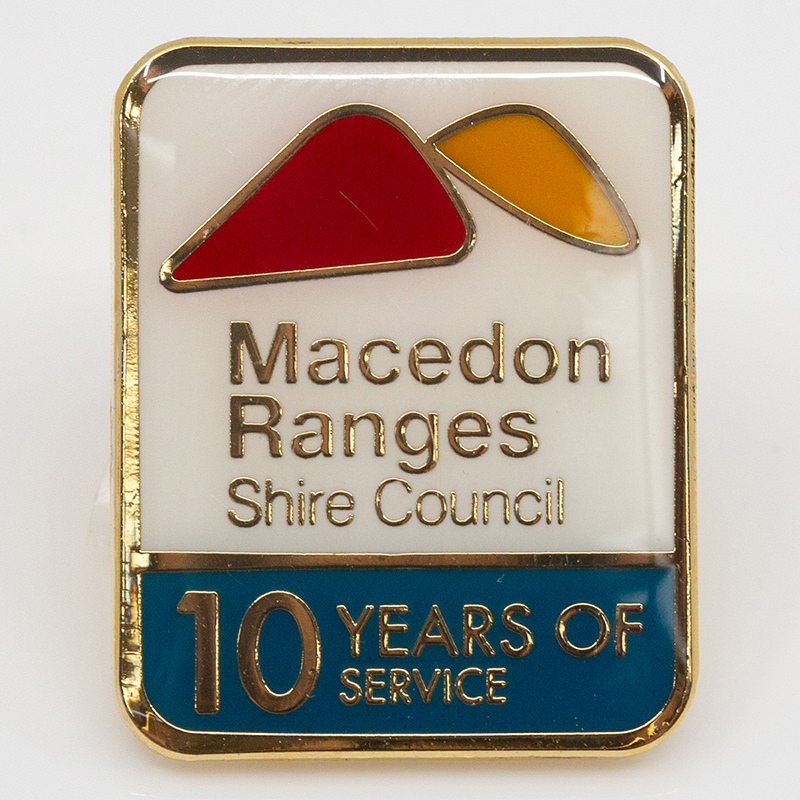 Macedon
Ranges
Shire Council
10 YEARS OF
SERVICE